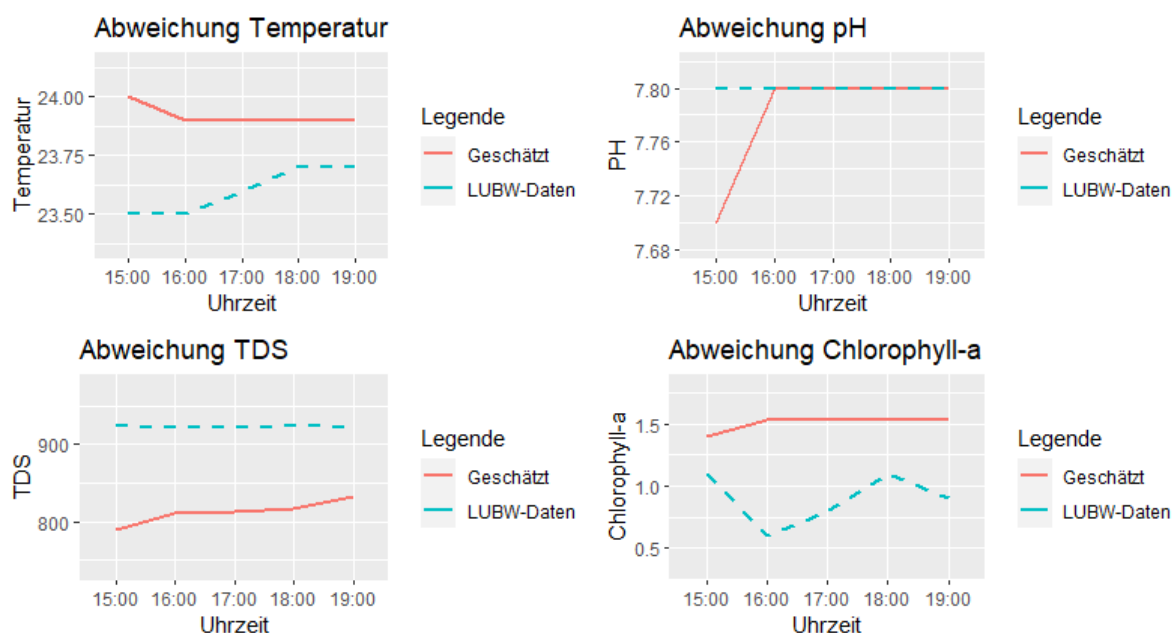 Abweichung Temperatur
24.00
23.75
23.50
Temperatur
15:00 16:00 17:00 18:00 19:00
Uhrzeit
Legende
Geschätzt
LUBW-Daten
Abweichung pH
7.80
7.76
7.72
7.68
PH
15:00 16:00 17:00 18:00 19:00
Uhrzeit
Legende
Geschätzt
LUBW-Daten
Abweichung TDS
900
800
TDS
15:00 16:00 17:00 18:00 19:00
Uhrzeit
Legende
Geschätzt
LUBW-Daten
Abweichung Chlorophyll-a
1.5
1.0
0.5
Chlorophyll-a
15:00 16:00 17:00 18:00 19:00
Uhrzeit
Legende
Geschätzt
LUBW-Daten